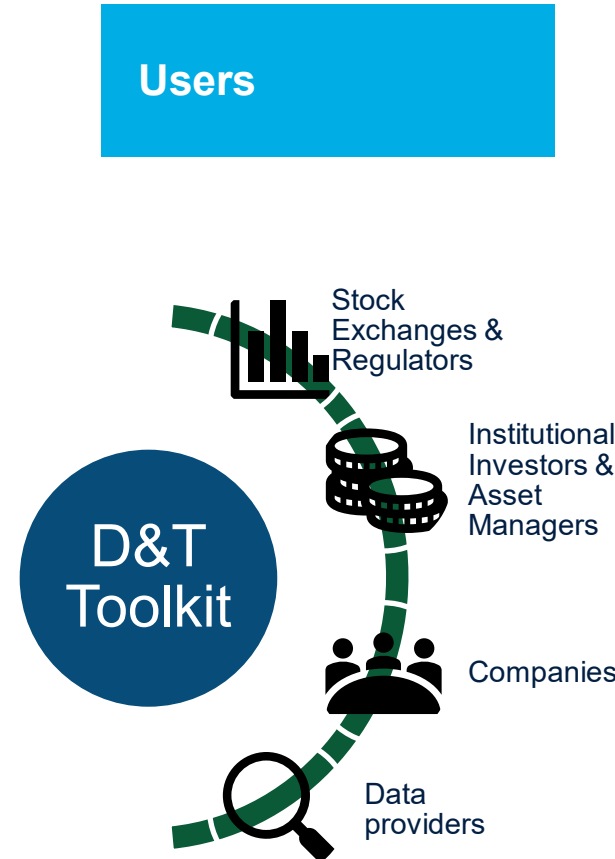 Users
Stock
Exchanges &
Regulators
Institutional
Investors &
Asset
Managers
D&T
Toolkit
Companies
Data
providers